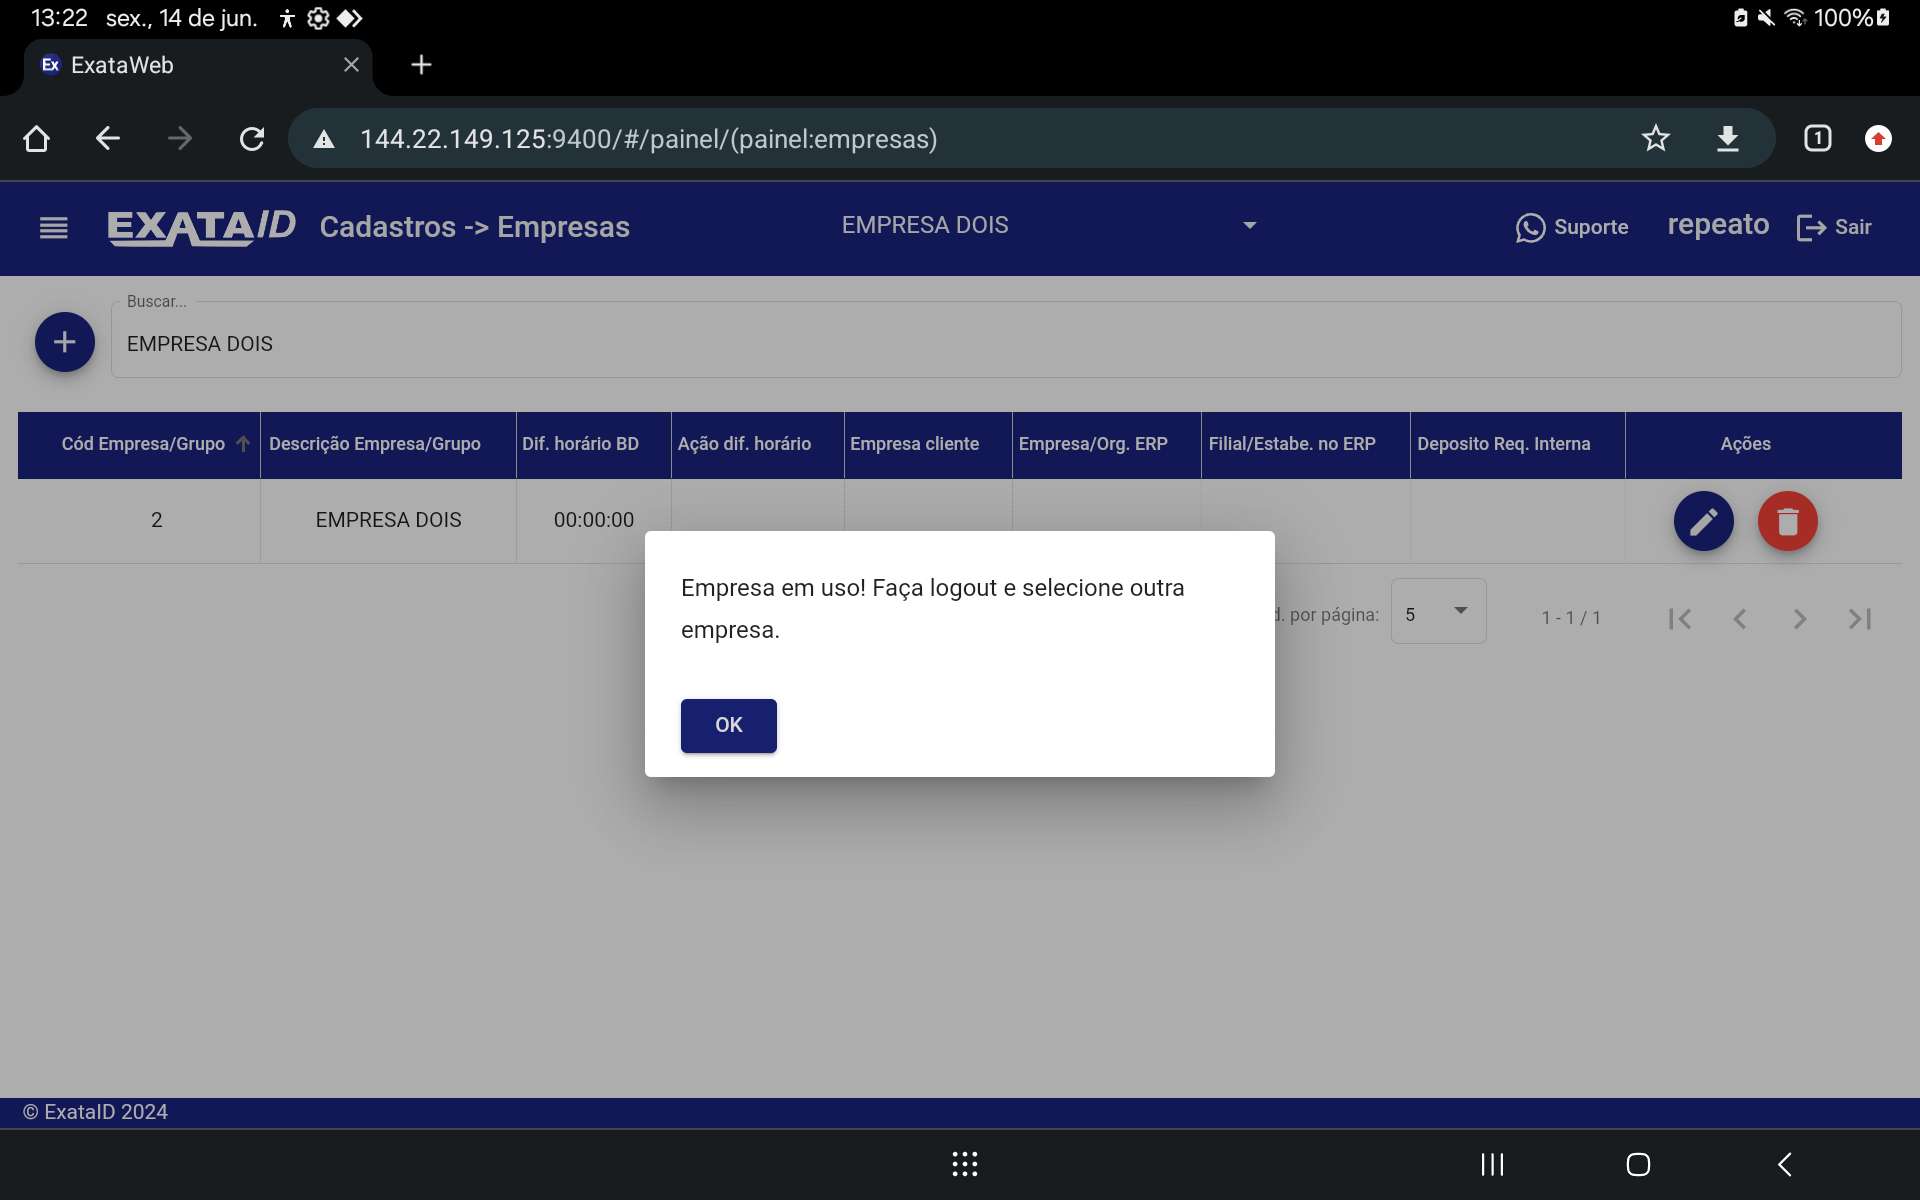 13:22 sex., 14 de jun. 100%
Ex ExataWeb
144.22.149.125:9400/#/painel/(painel:empresas) 1
EXATAID Cadastros -> Empresas EMPRESA DOIS Suporte repeato Sair
Buscar...
EMPRESA DOIS
Cód Empresa/Grupo Descrição Empresa/Grupo Dif. horário BD Ação dif. horário Empresa cliente Empresa/Org. ERP Filial/Estabe. no ERP Deposito Req. Interna Ações
2 EMPRESA DOIS 00:00:00
Empresa em uso! Faça logout e selecione outra
empresa.
d. por página: 5 1 - 1 / 1
OK
© ExataID 2024